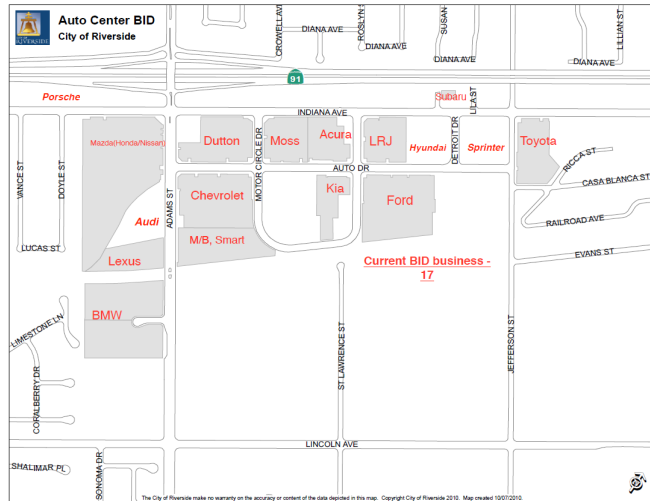 Auto Center BID
City of Riverside
RIVERSIDE
CROWELL AVE
DIANA AVE
ROSLYN S
DIANA AVE
SUSAN
DIANA AVE
LILLIAN ST
DIANA AVE
91
Porsche
Subaru
LILA ST
INDIANA AVE
Mazda(Honda/Nissan)
Dutton
MOTOR CIRCLE DR
Moss
Acura
LRJ
Hyundai
DETROIT DR
Sprinter
Toyota
RICCA ST
AUTO DR
VANCE ST
DOYLE ST
ADAMS ST
Chevrolet
Kia
Ford
CASA BLANCA ST
Audi
RAILROAD AVE
M/B, Smart
LUCAS ST
Lexus
EVANS ST
Current BID business -
17
BMW
LIMESTONE LN
ST LAWRENCE ST
JEFFERSON ST
CORALBERRY DR
LINCOLN AVE
SHALIMAR PL
SONOMA DR
The City of Riverside make no warranty on the accuracy or content of the data depicted in this map. Copyright City of Riverside 2010. Map created 10/07/2010.